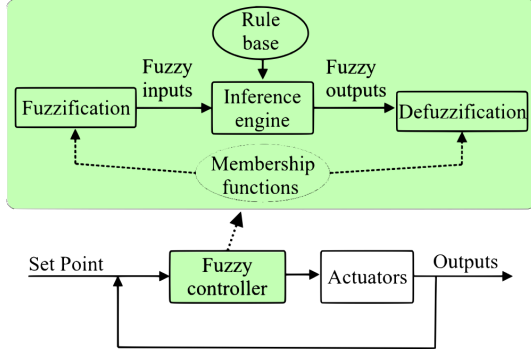 Rule
base
Fuzzy
inputs
Fuzzy
outputs
Fuzzification
Inference
engine
Defuzzification
Membership
functions
Set Point
Fuzzy
controller
Actuators
Outputs